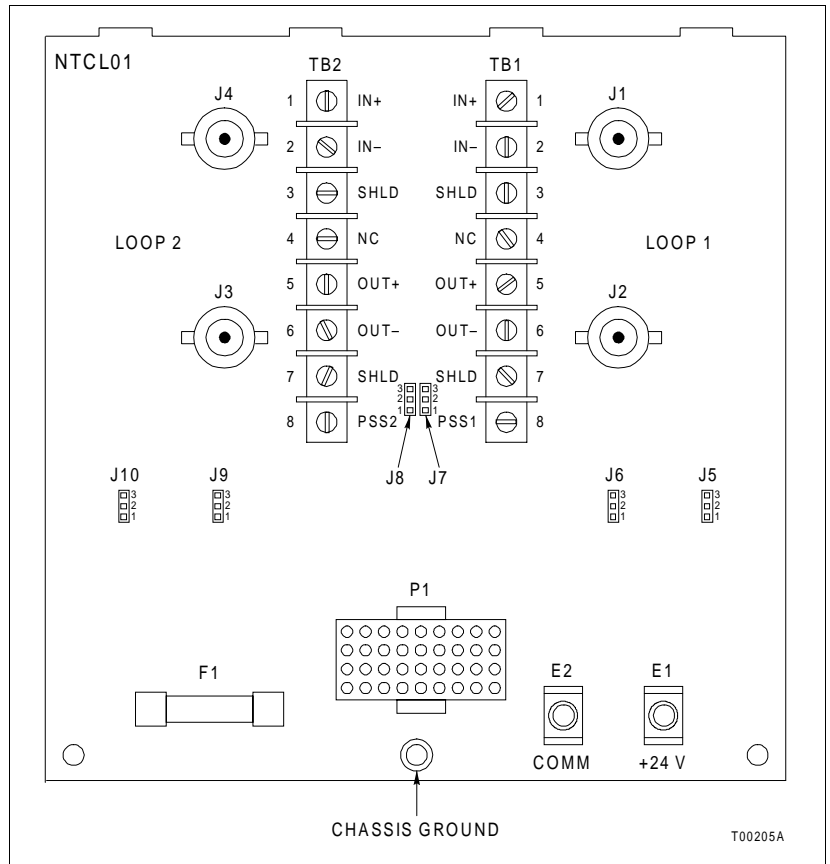 NTCL01
TB2 TB1
J4 J1
1 IN+ IN+ 1
2 IN– IN– 2
3 SHLD SHLD 3
LOOP 2 4 NC NC 4 LOOP 1
5 OUT+ OUT+ 5
J3 J2
6 OUT– OUT– 6
7 SHLD SHLD 7
3 3
2 2
1 1
8 PSS2 PSS1 8
J8 J7
J10 J9 J6 J5
3 3 3 3
2 2 2 2
1 1 1 1
P1
F1 E2 E1
COMM +24 V
CHASSIS GROUND
T00205A